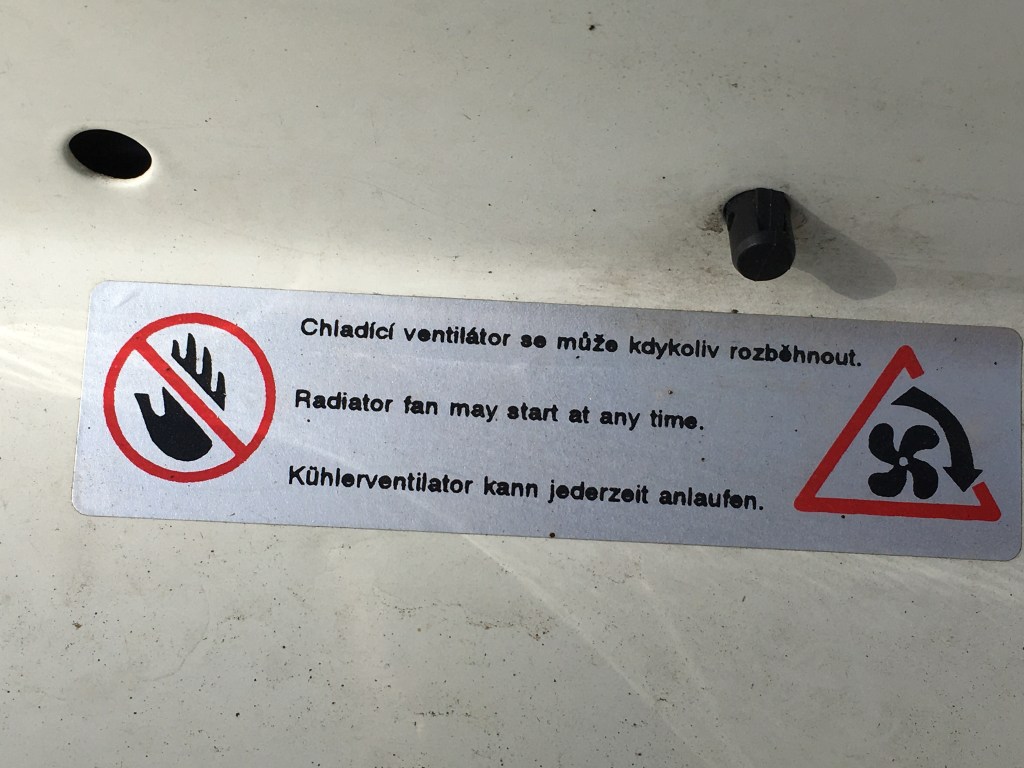 Chladící ventilátor se může kdykoliv rozběhnout.
Radiator fan may start at any time.
Kühlerventilator kann jederzeit anlaufen.